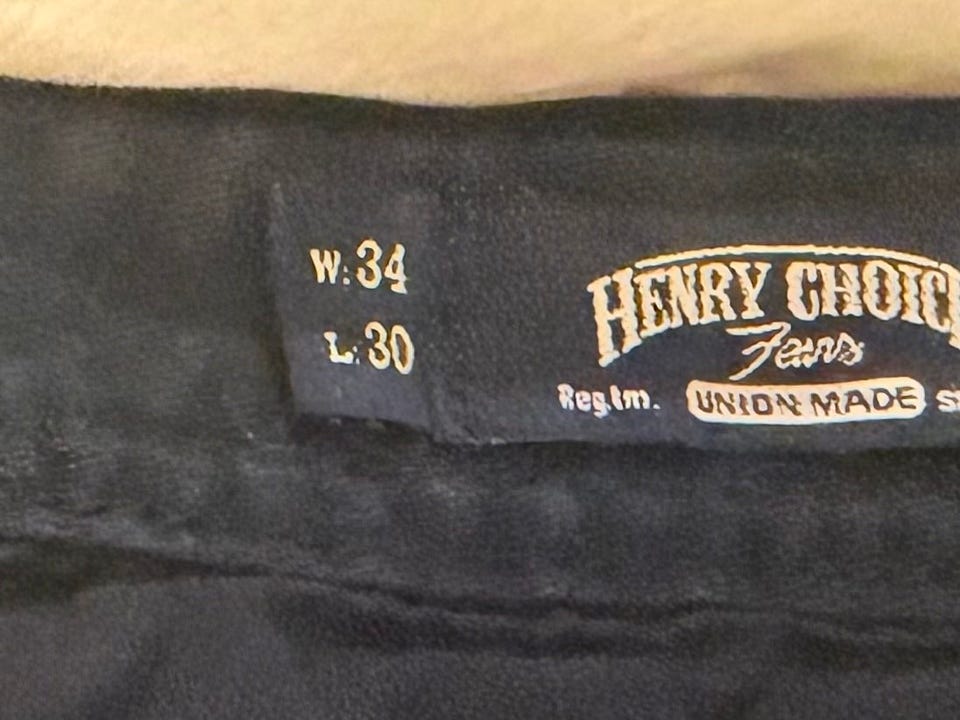 W: 34
L: 30
HENRY CHOIC
Jeans
Reg.tm. UNION MADE